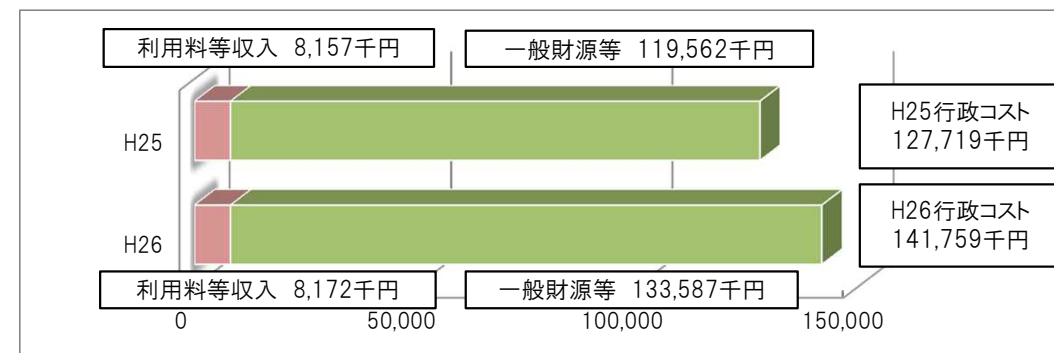 利用料等収入 8,157千円
一般財源等 119,562千円
H25
H25行政コスト
127,719千円
H26
H26行政コスト
141,759千円
利用料等収入 8,172千円
一般財源等 133,587千円
0 50,000 100,000 150,000